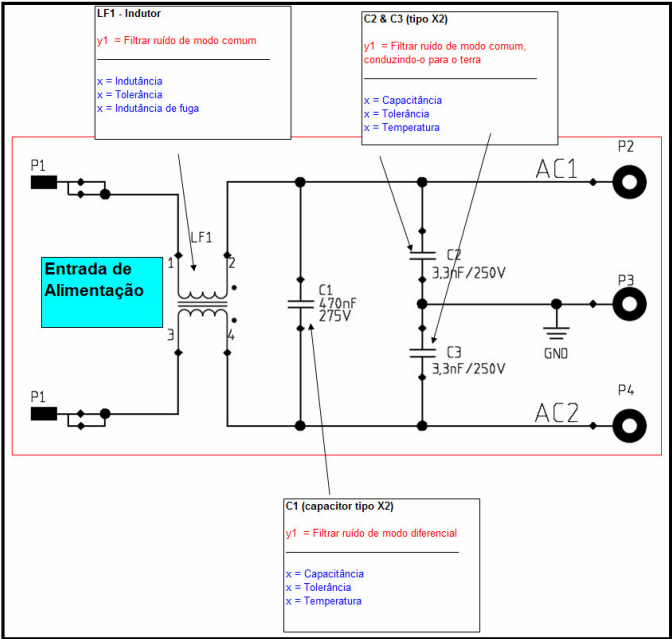 LF1 - Indutor
y1 = Filtrar ruído de modo comum
x = Indutância
x = Tolerância
x = Indutância de fuga
C2 & C3 (tipo X2)
y1 = Filtrar ruído de modo comum,
conduzindo-o para o terra
x = Capacitância
x = Tolerância
x = Temperatura
P1
AC1
P2
LF1
1
2
Entrada de
Alimentação
C1
470nF
275V
C2
3,3nF/250V
P3
GND
3
4
C3
3,3nF/250V
P1
AC2
P4
C1 (capacitor tipo X2)
y1 = Filtrar ruído de modo diferencial
x = Capacitância
x = Tolerância
x = Temperatura